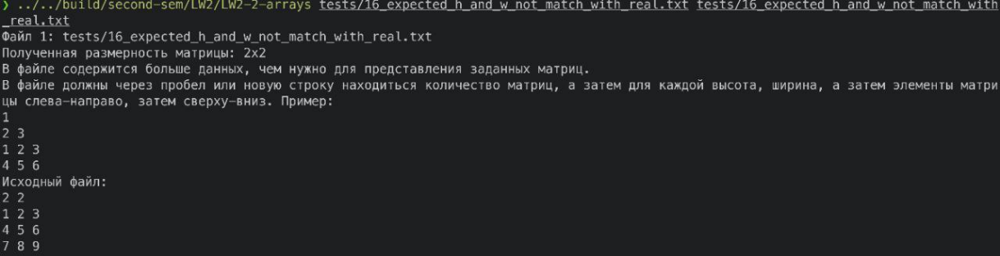 ❯ ../../build/second-sem/LW2/LW2-2-arrays tests/16_expected_h_and_w_not_match_with_real.txt tests/16_expected_h_and_w_not_match_with
_real.txt
Файл 1: tests/16_expected_h_and_w_not_match_with_real.txt
Полученная размерность матрицы: 2x2
В файле содержится больше данных, чем нужно для представления заданных матриц.
В файле должны через пробел или новую строку находиться количество матриц, а затем для каждой высота, ширина, а затем элементы матри
цы слева-направо, затем сверху-вниз. Пример:
1
2 3
1 2 3
4 5 6
Исходный файл:
2 2
1 2 3
4 5 6
7 8 9